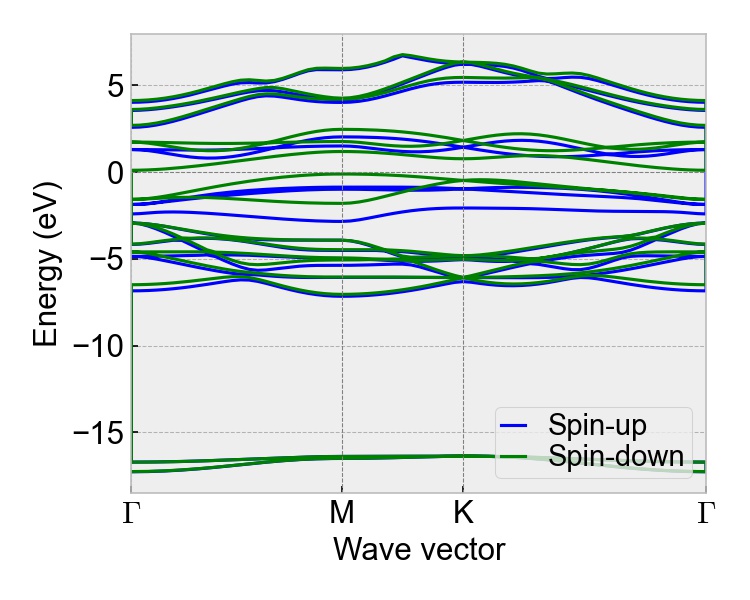 5
0
−5
−10
−15
Energy (eV)
Spin-up
Spin-down
Γ M K Γ
Wave vector